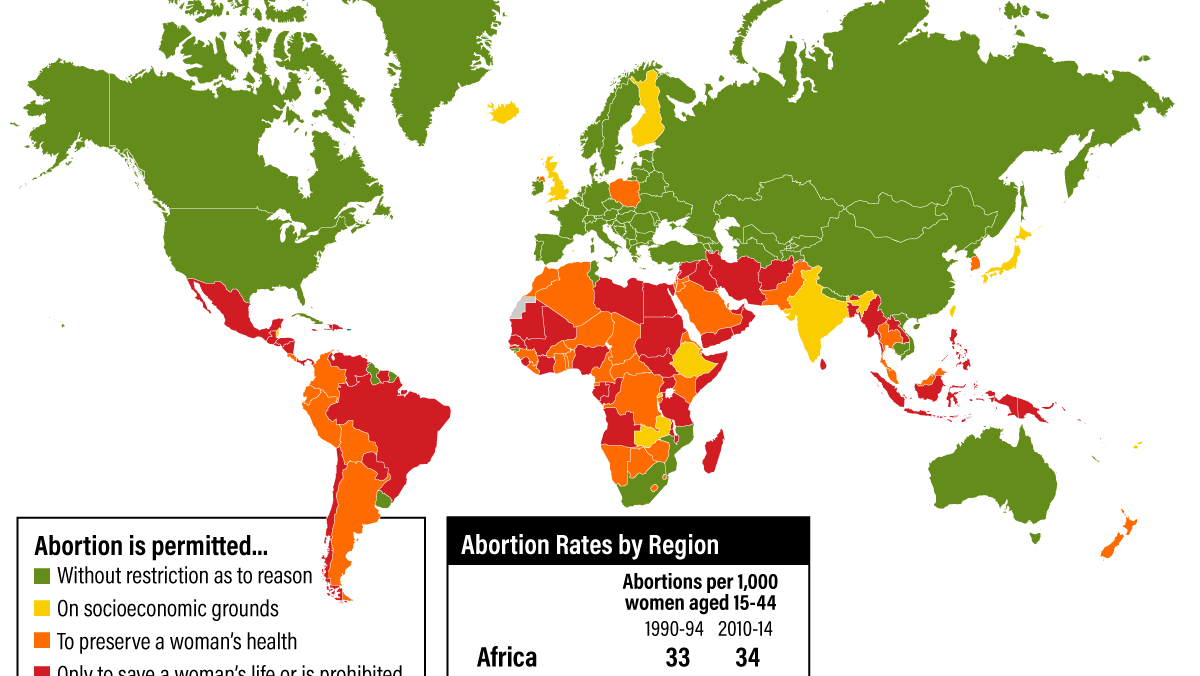 Abortion is permitted...
Without restriction as to reason
On socioeconomic grounds
To preserve a woman's health
Only to save a woman's life or is prohibited
Abortion Rates by Region
Abortions per 1,000
women aged 15-44
1990-94 2010-14
Africa 33 34